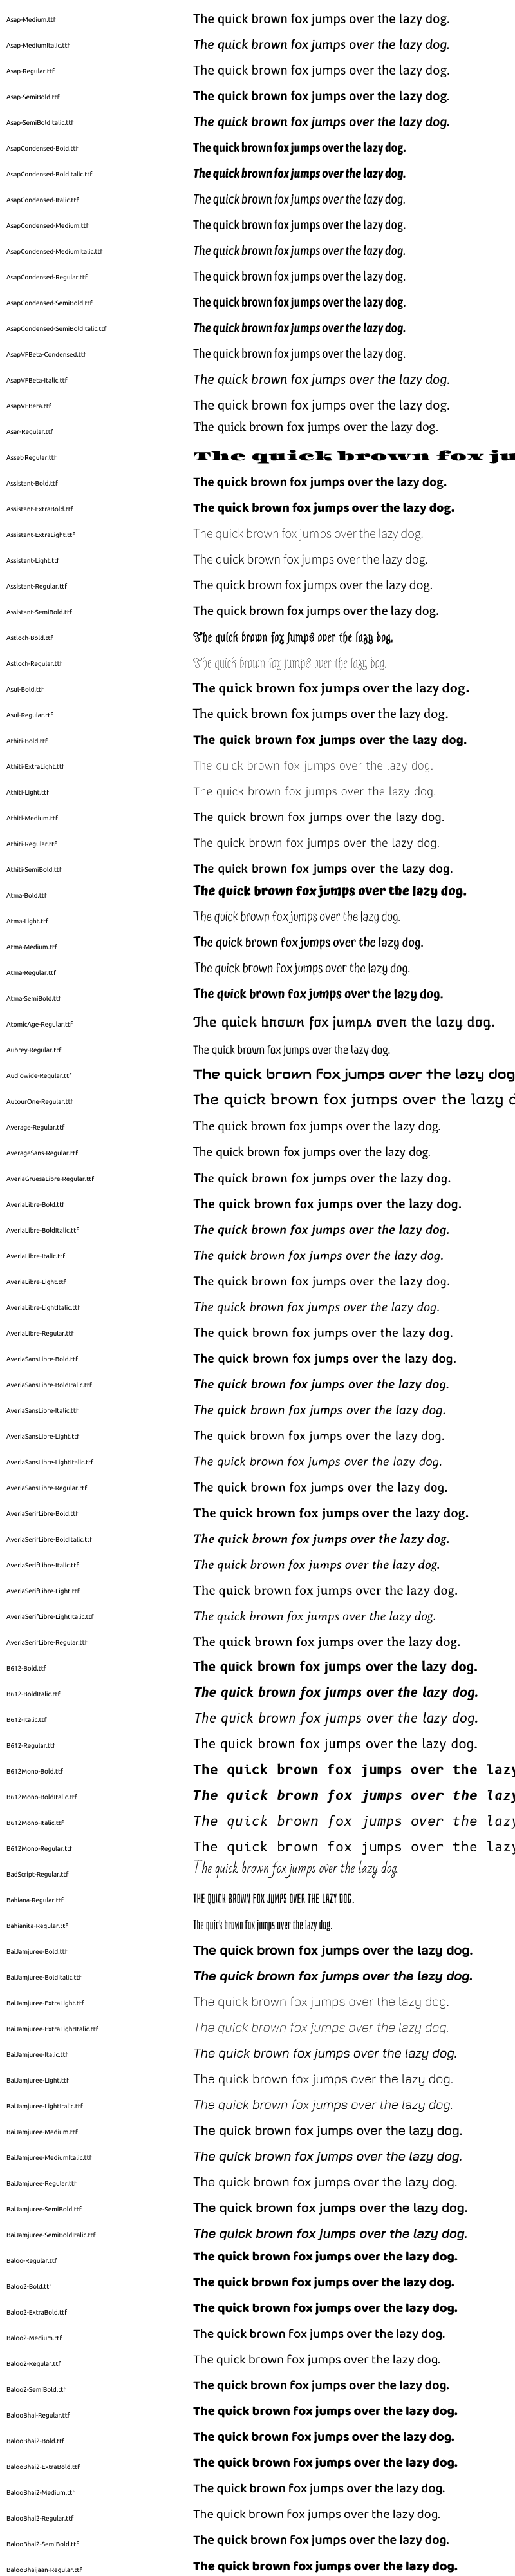 Asap-Medium.ttf The quick brown fox jumps over the lazy dog.
Asap-MediumItalic.ttf The quick brown fox jumps over the lazy dog.
Asap-Regular.ttf The quick brown fox jumps over the lazy dog.
Asap-SemiBold.ttf The quick brown fox jumps over the lazy dog.
Asap-SemiBoldItalic.ttf The quick brown fox jumps over the lazy dog.
AsapCondensed-Bold.ttf The quick brown fox jumps over the lazy dog.
AsapCondensed-BoldItalic.ttf The quick brown fox jumps over the lazy dog.
AsapCondensed-Italic.ttf The quick brown fox jumps over the lazy dog.
AsapCondensed-Medium.ttf The quick brown fox jumps over the lazy dog.
AsapCondensed-MediumItalic.ttf The quick brown fox jumps over the lazy dog.
AsapCondensed-Regular.ttf The quick brown fox jumps over the lazy dog.
AsapCondensed-SemiBold.ttf The quick brown fox jumps over the lazy dog.
AsapCondensed-SemiBoldItalic.ttf The quick brown fox jumps over the lazy dog.
AsapVFBeta-Condensed.ttf The quick brown fox jumps over the lazy dog.
AsapVFBeta-Italic.ttf The quick brown fox jumps over the lazy dog.
AsapVFBeta.ttf The quick brown fox jumps over the lazy dog.
Asar-Regular.ttf The quick brown fox jumps over the lazy dog.
Asset-Regular.ttf The quick brown fox ju
Assistant-Bold.ttf The quick brown fox jumps over the lazy dog.
Assistant-ExtraBold.ttf The quick brown fox jumps over the lazy dog.
Assistant-ExtraLight.ttf The quick brown fox jumps over the lazy dog.
Assistant-Light.ttf The quick brown fox jumps over the lazy dog.
Assistant-Regular.ttf The quick brown fox jumps over the lazy dog.
Assistant-SemiBold.ttf The quick brown fox jumps over the lazy dog.
Astloch-Bold.ttf The quick brown fox jumps over the lazy dog.
Astloch-Regular.ttf The quick brown fox jumps over the lazy dog.
Asul-Bold.ttf The quick brown fox jumps over the lazy dog.
Asul-Regular.ttf The quick brown fox jumps over the lazy dog.
Athiti-Bold.ttf The quick brown fox jumps over the lazy dog.
Athiti-ExtraLight.ttf The quick brown fox jumps over the lazy dog.
Athiti-Light.ttf The quick brown fox jumps over the lazy dog.
Athiti-Medium.ttf The quick brown fox jumps over the lazy dog.
Athiti-Regular.ttf The quick brown fox jumps over the lazy dog.
Athiti-SemiBold.ttf The quick brown fox jumps over the lazy dog.
Atma-Bold.ttf The quick brown fox jumps over the lazy dog.
Atma-Light.ttf The quick brown fox jumps over the lazy dog.
Atma-Medium.ttf The quick brown fox jumps over the lazy dog.
Atma-Regular.ttf The quick brown fox jumps over the lazy dog.
Atma-SemiBold.ttf The quick brown fox jumps over the lazy dog.
AtomicAge-Regular.ttf The quick brown fox jumps over the lazy dog.
Aubrey-Regular.ttf The quick brown fox jumps over the lazy dog.
Audiowide-Regular.ttf The quick brown fox jumps over the lazy dog
AutourOne-Regular.ttf The quick brown fox jumps over the lazy d
Average-Regular.ttf The quick brown fox jumps over the lazy dog.
AverageSans-Regular.ttf The quick brown fox jumps over the lazy dog.
AveriaGruesaLibre-Regular.ttf The quick brown fox jumps over the lazy dog.
AveriaLibre-Bold.ttf The quick brown fox jumps over the lazy dog.
AveriaLibre-BoldItalic.ttf The quick brown fox jumps over the lazy dog.
AveriaLibre-Italic.ttf The quick brown fox jumps over the lazy dog.
AveriaLibre-Light.ttf The quick brown fox jumps over the lazy dog.
AveriaLibre-LightItalic.ttf The quick brown fox jumps over the lazy dog.
AveriaLibre-Regular.ttf The quick brown fox jumps over the lazy dog.
AveriaSansLibre-Bold.ttf The quick brown fox jumps over the lazy dog.
AveriaSansLibre-BoldItalic.ttf The quick brown fox jumps over the lazy dog.
AveriaSansLibre-Italic.ttf The quick brown fox jumps over the lazy dog.
AveriaSansLibre-Light.ttf The quick brown fox jumps over the lazy dog.
AveriaSansLibre-LightItalic.ttf The quick brown fox jumps over the lazy dog.
AveriaSansLibre-Regular.ttf The quick brown fox jumps over the lazy dog.
AveriaSerifLibre-Bold.ttf The quick brown fox jumps over the lazy dog.
AveriaSerifLibre-BoldItalic.ttf The quick brown fox jumps over the lazy dog.
AveriaSerifLibre-Italic.ttf The quick brown fox jumps over the lazy dog.
AveriaSerifLibre-Light.ttf The quick brown fox jumps over the lazy dog.
AveriaSerifLibre-LightItalic.ttf The quick brown fox jumps over the lazy dog.
AveriaSerifLibre-Regular.ttf The quick brown fox jumps over the lazy dog.
B612-Bold.ttf The quick brown fox jumps over the lazy dog.
B612-BoldItalic.ttf The quick brown fox jumps over the lazy dog.
B612-Italic.ttf The quick brown fox jumps over the lazy dog.
B612-Regular.ttf The quick brown fox jumps over the lazy dog.
B612Mono-Bold.ttf The quick brown fox jumps over the lazy
B612Mono-BoldItalic.ttf The quick brown fox jumps over the lazy
B612Mono-Italic.ttf The quick brown fox jumps over the lazy
B612Mono-Regular.ttf The quick brown fox jumps over the lazy
BadScript-Regular.ttf The quick brown fox jumps over the lazy dog.
Bahiana-Regular.ttf THE QUICK BROWN FOX JUMPS OVER THE LAZY DOG.
Bahianita-Regular.ttf The quick brown fox jumps over the lazy dog.
BaiJamjuree-Bold.ttf The quick brown fox jumps over the lazy dog.
BaiJamjuree-BoldItalic.ttf The quick brown fox jumps over the lazy dog.
BaiJamjuree-ExtraLight.ttf The quick brown fox jumps over the lazy dog.
BaiJamjuree-ExtraLightItalic.ttf The quick brown fox jumps over the lazy dog.
BaiJamjuree-Italic.ttf The quick brown fox jumps over the lazy dog.
BaiJamjuree-Light.ttf The quick brown fox jumps over the lazy dog.
BaiJamjuree-LightItalic.ttf The quick brown fox jumps over the lazy dog.
BaiJamjuree-Medium.ttf The quick brown fox jumps over the lazy dog.
BaiJamjuree-MediumItalic.ttf The quick brown fox jumps over the lazy dog.
BaiJamjuree-Regular.ttf The quick brown fox jumps over the lazy dog.
BaiJamjuree-SemiBold.ttf The quick brown fox jumps over the lazy dog.
BaiJamjuree-SemiBoldItalic.ttf The quick brown fox jumps over the lazy dog.
Baloo-Regular.ttf The quick brown fox jumps over the lazy dog.
Baloo2-Bold.ttf The quick brown fox jumps over the lazy dog.
Baloo2-ExtraBold.ttf The quick brown fox jumps over the lazy dog.
Baloo2-Medium.ttf The quick brown fox jumps over the lazy dog.
Baloo2-Regular.ttf The quick brown fox jumps over the lazy dog.
Baloo2-SemiBold.ttf The quick brown fox jumps over the lazy dog.
BalooBhai-Regular.ttf The quick brown fox jumps over the lazy dog.
BalooBhai2-Bold.ttf The quick brown fox jumps over the lazy dog.
BalooBhai2-ExtraBold.ttf The quick brown fox jumps over the lazy dog.
BalooBhai2-Medium.ttf The quick brown fox jumps over the lazy dog.
BalooBhai2-Regular.ttf The quick brown fox jumps over the lazy dog.
BalooBhai2-SemiBold.ttf The quick brown fox jumps over the lazy dog.
BalooBhaijaan-Regular.ttf The quick brown fox jumps over the lazy dog.